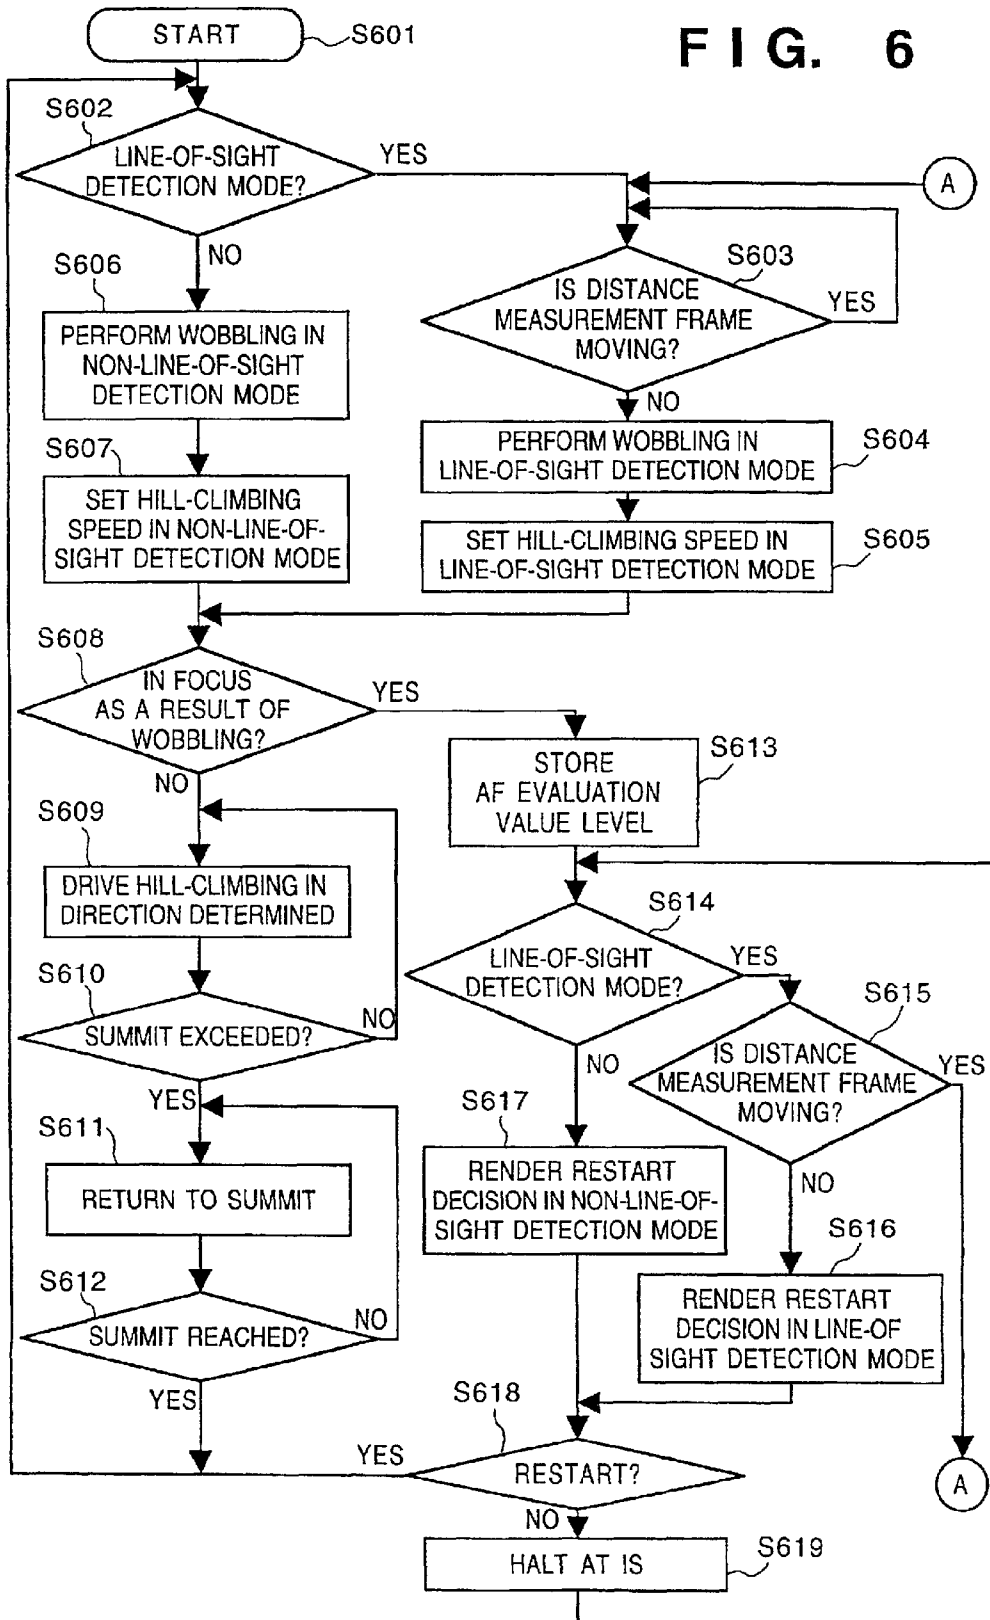 START
S601
FIG. 6
S602
LINE-OF-SIGHT
DETECTION MODE?
YES
A
NO
S606
PERFORM WOBBLING IN
NON-LINE-OF-SIGHT
DETECTION MODE
S603
IS DISTANCE
MEASUREMENT FRAME
MOVING?
YES
NO
S607
SET HILL-CLIMBING
SPEED IN NON-LINE-OF-
SIGHT DETECTION MODE
PERFORM WOBBLING IN
LINE-OF-SIGHT DETECTION MODE
S604
SET HILL-CLIMBING SPEED IN
LINE-OF-SIGHT DETECTION MODE
S605
S608
IN FOCUS
AS A RESULT OF
WOBBLING?
YES
NO
S613
STORE
AF EVALUATION
VALUE LEVEL
S609
DRIVE HILL-CLIMBING IN
DIRECTION DETERMINED
S610
SUMMIT EXCEEDED?
NO
YES
S614
LINE-OF-SIGHT
DETECTION MODE?
YES
NO
S615
IS DISTANCE
MEASUREMENT FRAME
MOVING?
YES
NO
S611
RETURN TO SUMMIT
S617
RENDER RESTART
DECISION IN NON-LINE-OF-
SIGHT DETECTION MODE
S612
SUMMIT REACHED?
NO
YES
S616
RENDER RESTART
DECISION IN LINE-OF
SIGHT DETECTION MODE
S618
RESTART?
YES
NO
A
HALT AT IS
S619